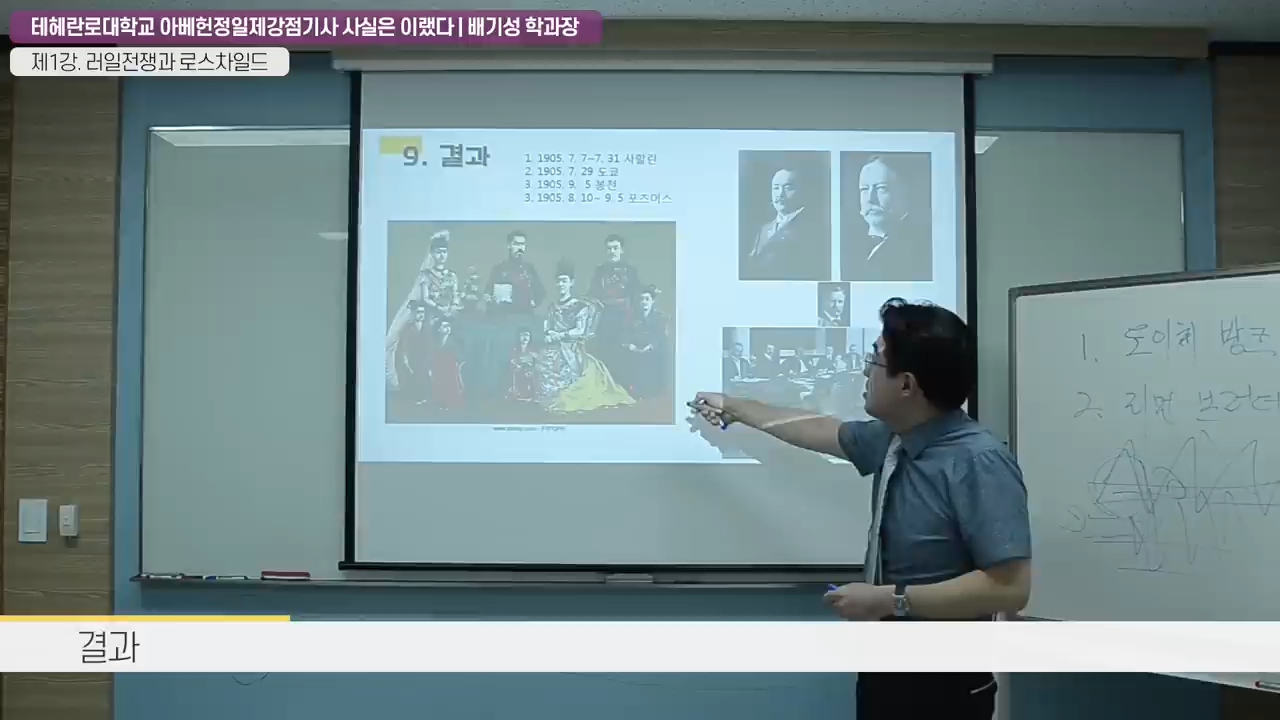 테헤란로대학교 아베헌정일제강점기사 사실은 이랬다 | 배기성 학과장
제1강. 러일전쟁과 로스차일드
9. 결과
1. 1905. 7. 7~7. 31 사할린
2. 1905. 7. 29 도쿄
3. 1905. 9. 5 봉천
3. 1905. 8. 10~ 9. 5 포츠머스
1. 도이체 방크
2. 리먼
결과